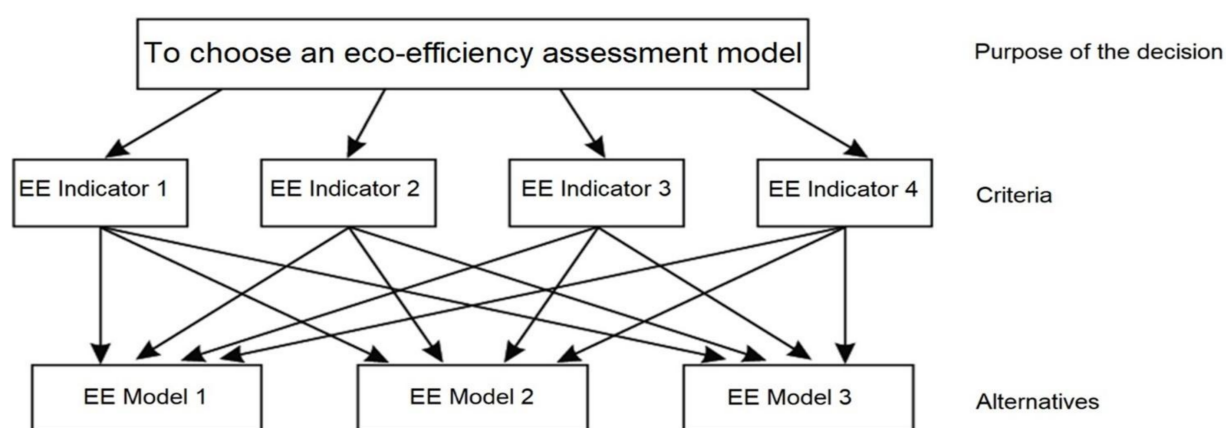 To choose an eco-efficiency assessment model
Purpose of the decision
EE Indicator 1
EE Indicator 2
EE Indicator 3
EE Indicator 4
Criteria
EE Model 1
EE Model 2
EE Model 3
Alternatives